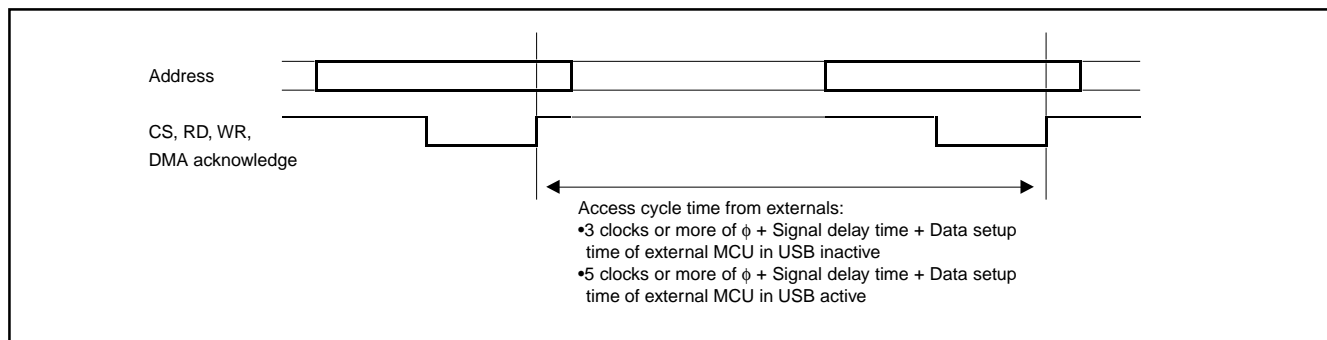 Address
CS, RD, WR,
DMA acknowledge
Access cycle time from externals:
•3 clocks or more of ϕ + Signal delay time + Data setup
time of external MCU in USB inactive
•5 clocks or more of ϕ + Signal delay time + Data setup
time of external MCU in USB active